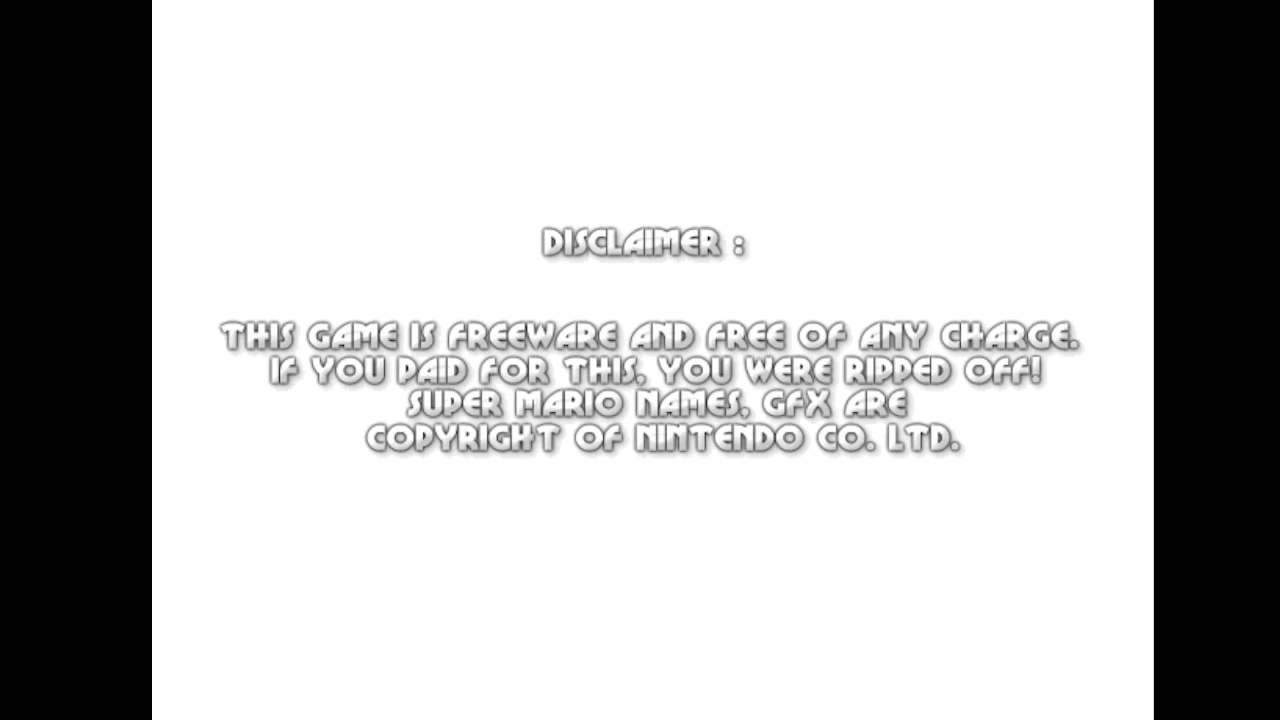 DISCLAIMER :
THIS GAME IS FREEWARE AND FREE OF ANY CHARGE.
IF YOU PAID FOR THIS, YOU WERE RIPPED OFF!
SUPER MARIO NAMES, GFX ARE
COPYRIGHT OF NINTENDO CO. LTD.